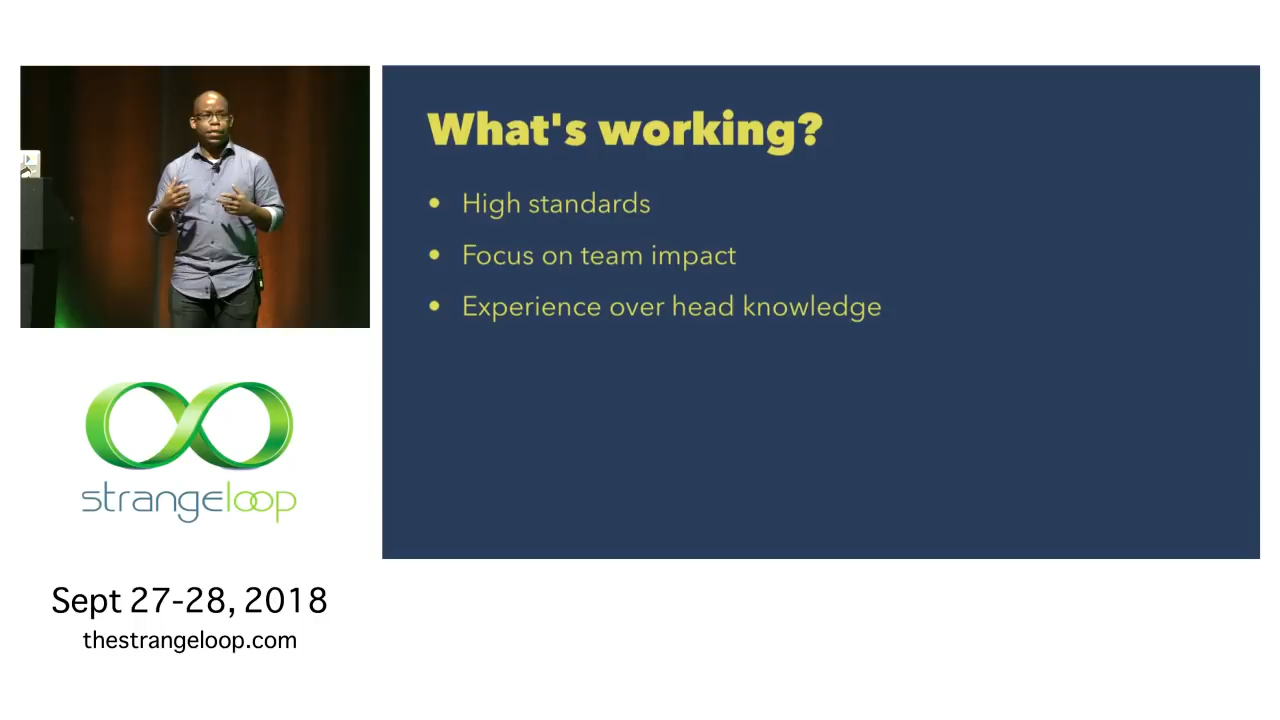 What's working?
• High standards
• Focus on team impact
• Experience over head knowledge
strangeloop
Sept 27-28, 2018
thestrangeloop.com